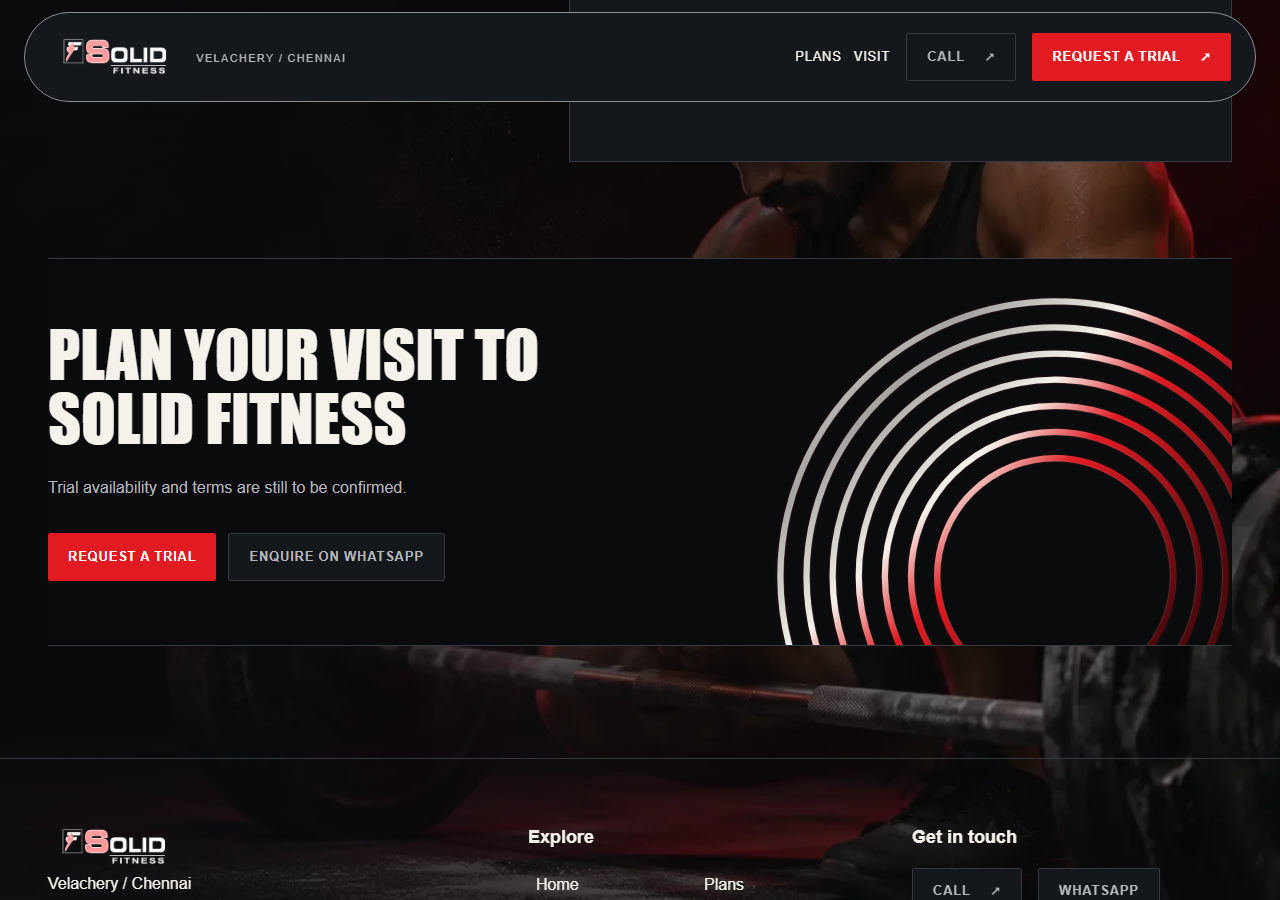 SOLID
FITNESS
VELACHERY / CHENNAI
PLANS VISIT CALL ↗ REQUEST A TRIAL ↗
PLAN YOUR VISIT TO
SOLID FITNESS
Trial availability and terms are still to be confirmed.
REQUEST A TRIAL ENQUIRE ON WHATSAPP
SOLID
FITNESS
Velachery / Chennai
Explore
Home Plans
Get in touch
CALL ↗ WHATSAPP